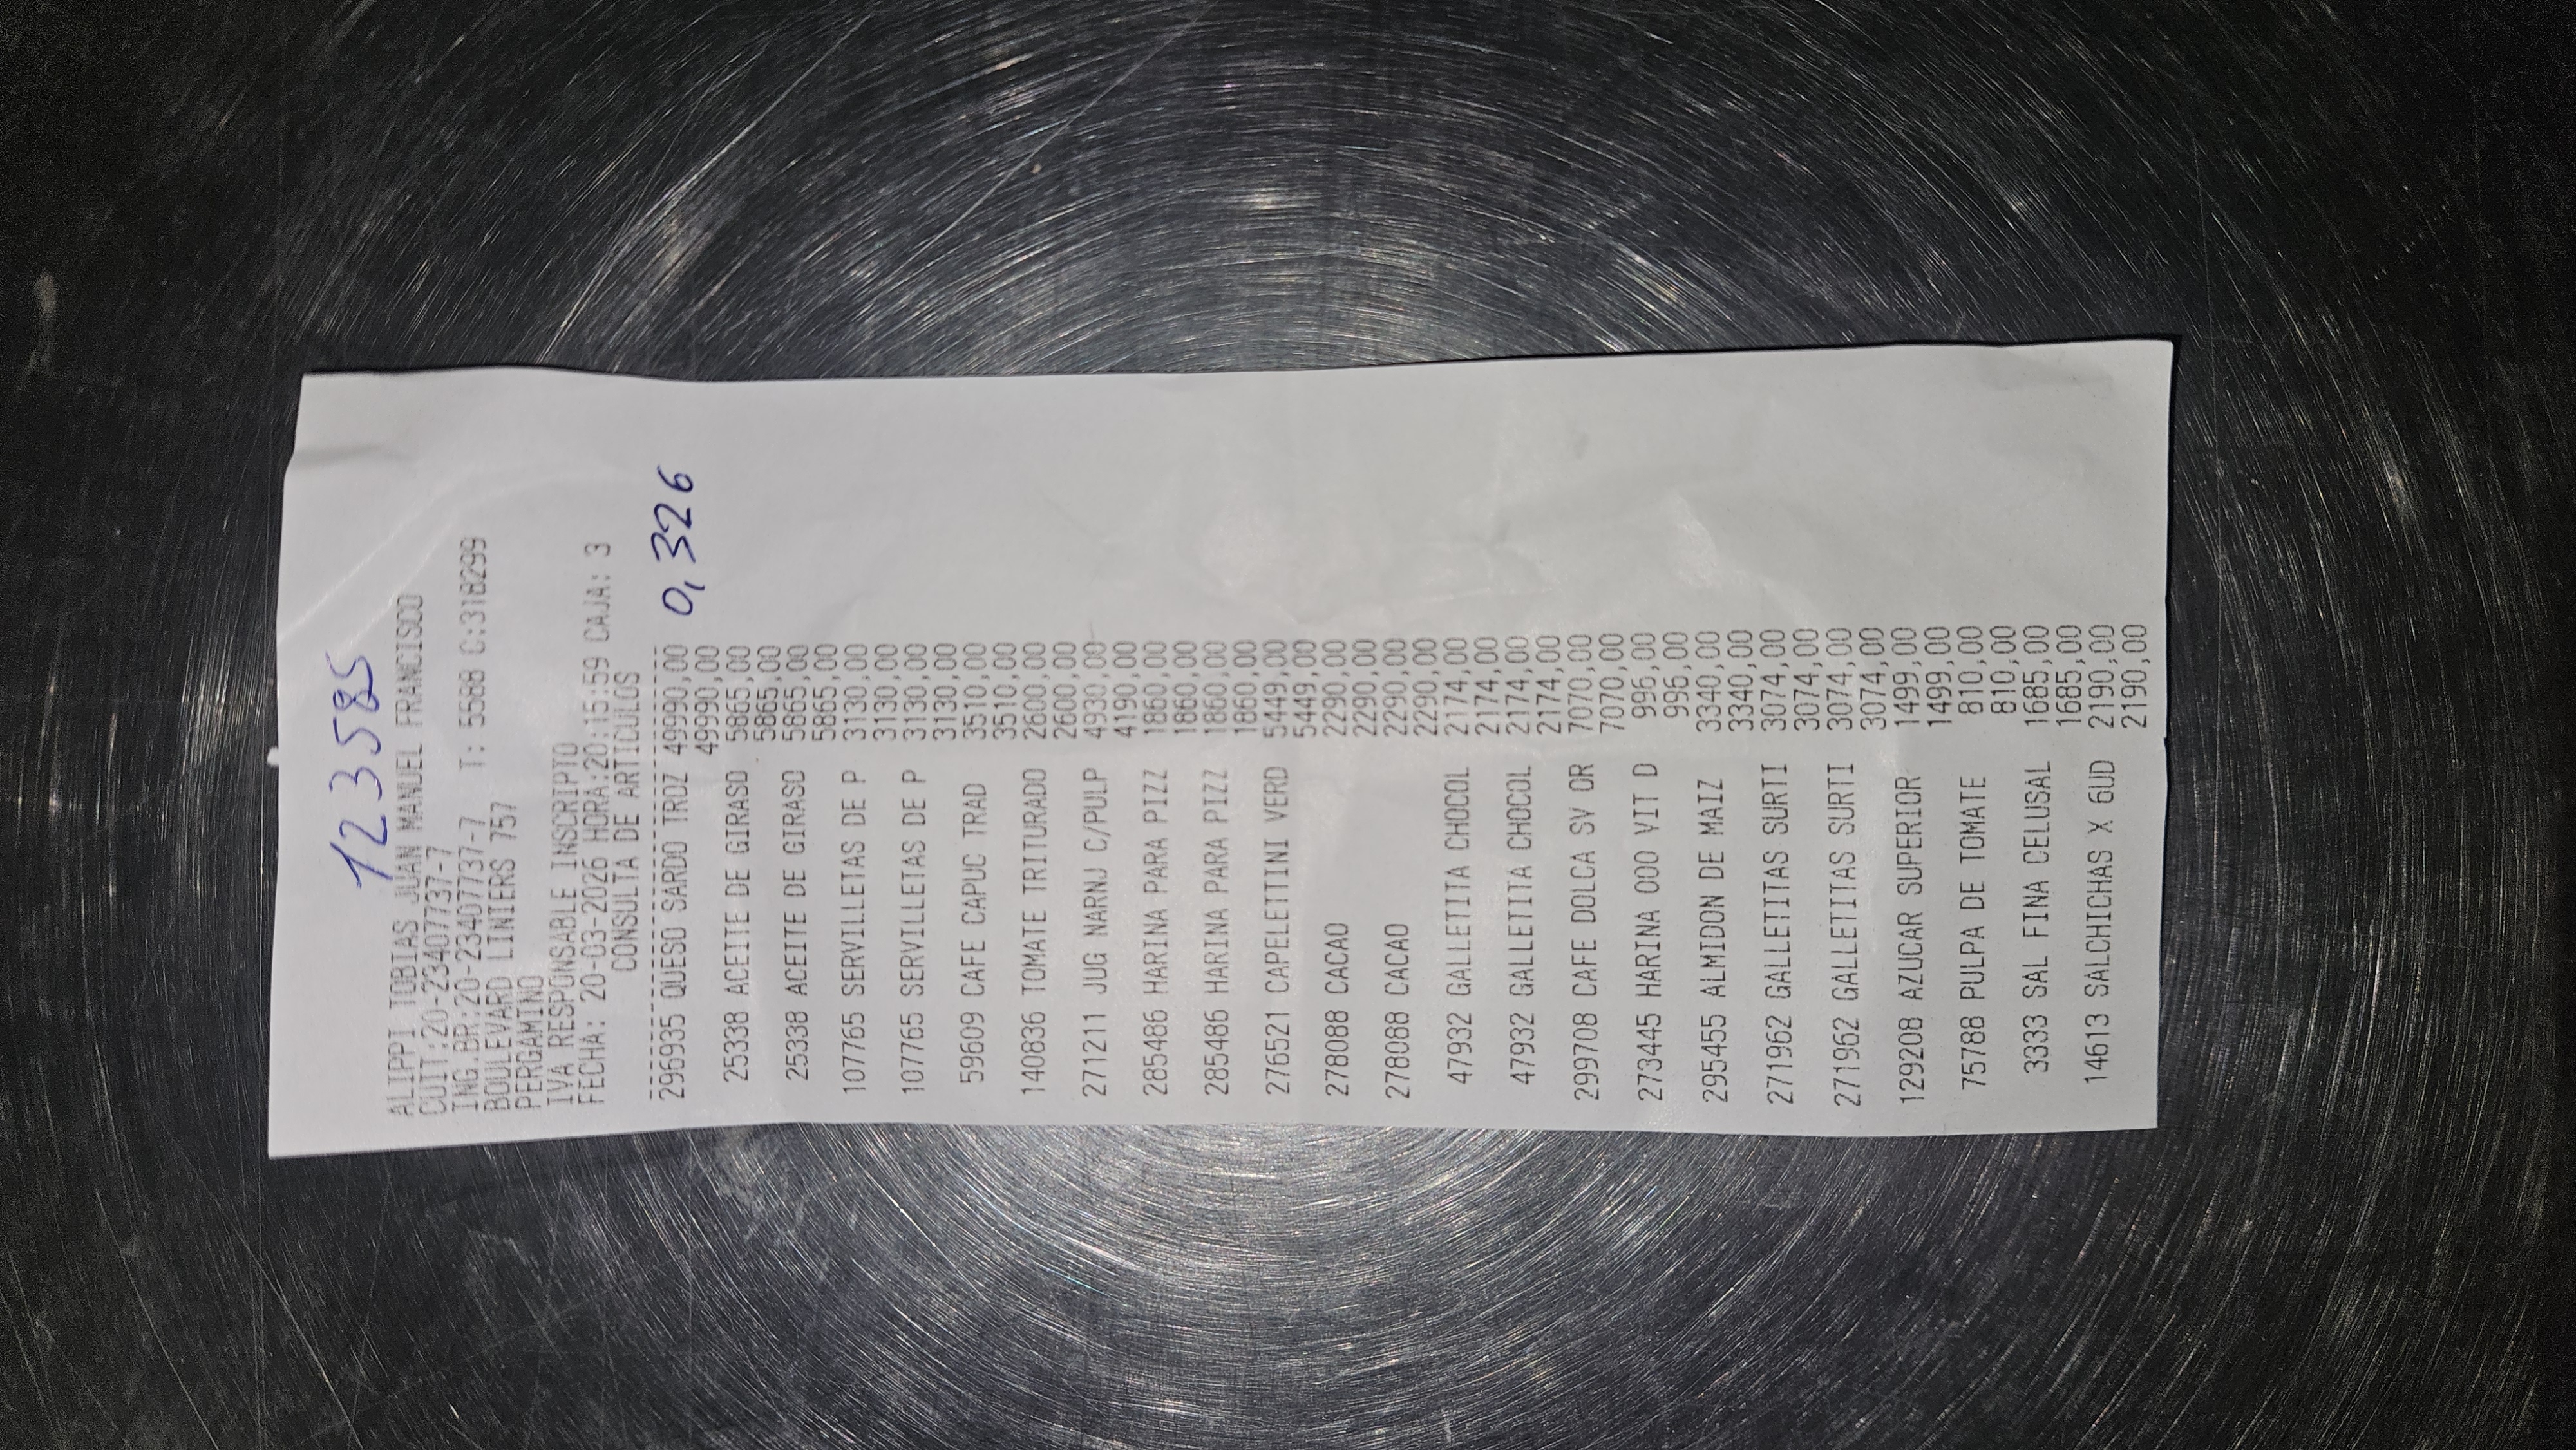 123585
ALIPPI TOBIAS JUAN MANUEL FRANCISCO
CUIT:20-23407737-7
ING.BR:20-23407737-7
BOULEVARD LINIERS 757 T: 5588 C:318299
PERGAMINO
IVA RESPONSABLE INSCRIPTO
FECHA: 20-03-2026 HORA:20:15:59 CAJA: 3
CONSULTA DE ARTICULOS
296935 QUESO SARDO TROZ 49990,00 0,326
49990,00
25338 ACEITE DE GIRASO 5865,00
5865,00
25338 ACEITE DE GIRASO 5865,00
5865,00
107765 SERVILLETAS DE P 3130,00
3130,00
107765 SERVILLETAS DE P 3130,00
3130,00
59609 CAFE CAPUC TRAD 3510,00
3510,00
140836 TOMATE TRITURADO 2600,00
2600,00
271211 JUG NARNJ C/PULP 4930,00
4190,00
285486 HARINA PARA PIZZ 1860,00
1860,00
285486 HARINA PARA PIZZ 1860,00
1860,00
276521 CAPELETTINI VERD 5449,00
5449,00
278088 CACAO 2290,00
2290,00
278088 CACAO 2290,00
2290,00
47932 GALLETITA CHOCOL 2174,00
2174,00
47932 GALLETITA CHOCOL 2174,00
2174,00
299708 CAFE DOLCA SV OR 7070,00
7070,00
273445 HARINA 000 VIT D 996,00
996,00
295455 ALMIDON DE MAIZ 3340,00
3340,00
271962 GALLETITAS SURTI 3074,00
3074,00
271962 GALLETITAS SURTI 3074,00
3074,00
129208 AZUCAR SUPERIOR 1499,00
1499,00
75788 PULPA DE TOMATE 810,00
810,00
3333 SAL FINA CELUSAL 1685,00
1685,00
14613 SALCHICHAS X 6UD 2190,00
2190,00